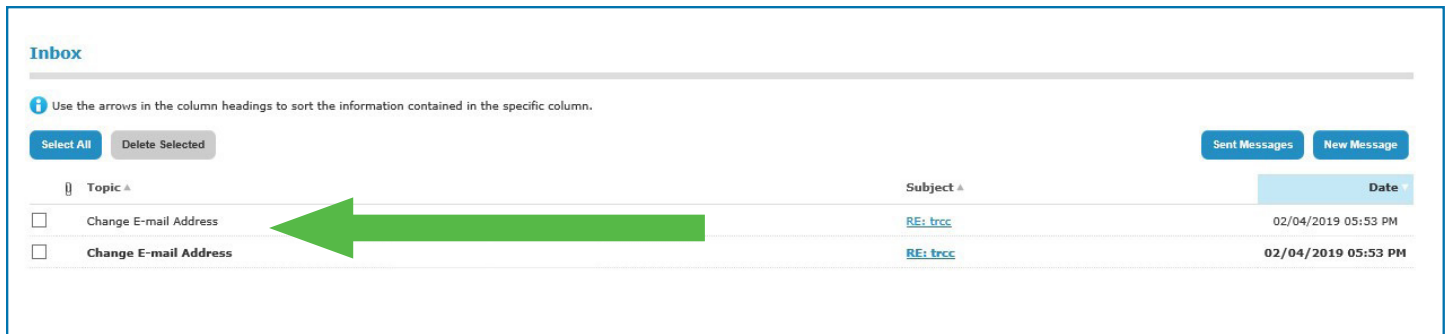 Inbox
Use the arrows in the column headings to sort the information contained in the specific column.
Select All Delete Selected Sent Messages New Message
Topic Subject Date
Change E-mail Address RE: trcc 02/04/2019 05:53 PM
Change E-mail Address RE: trcc 02/04/2019 05:53 PM